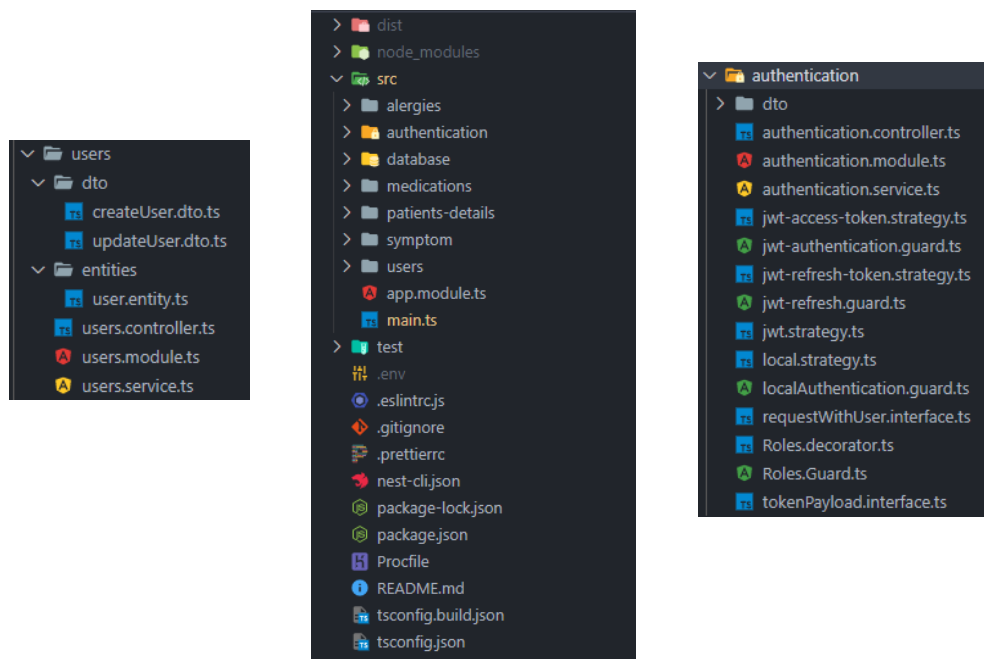 users
dto
createUser.dto.ts
updateUser.dto.ts
entities
user.entity.ts
users.controller.ts
users.module.ts
users.service.ts
dist
node_modules
src
alergies
authentication
database
medications
patients-details
symptom
users
app.module.ts
main.ts
test
.env
.eslintrc.js
.gitignore
.prettierrc
nest-cli.json
package-lock.json
package.json
Procfile
README.md
tsconfig.build.json
tsconfig.json
authentication
dto
authentication.controller.ts
authentication.module.ts
authentication.service.ts
jwt-access-token.strategy.ts
jwt-authentication.guard.ts
jwt-refresh-token.strategy.ts
jwt-refresh.guard.ts
jwt.strategy.ts
local.strategy.ts
localAuthentication.guard.ts
requestWithUser.interface.ts
Roles.decorator.ts
Roles.Guard.ts
tokenPayload.interface.ts